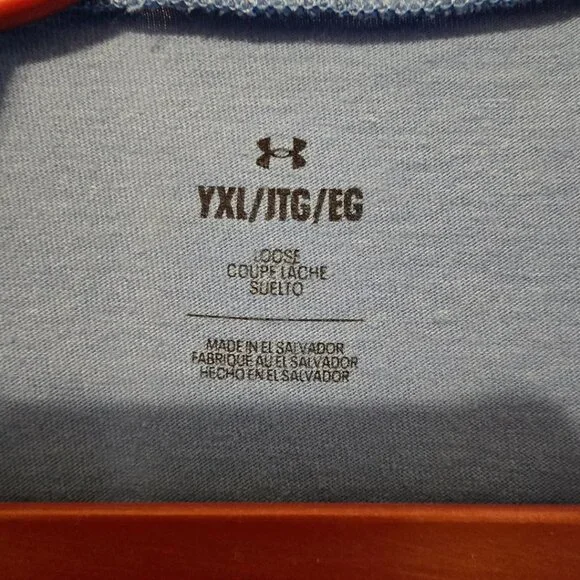 YXL/JTG/EG
LOOSE
COUPE LACHE
SUELTO
MADE IN EL SALVADOR
FABRIQUE AU EL SALVADOR
HECHO EN EL SALVADOR